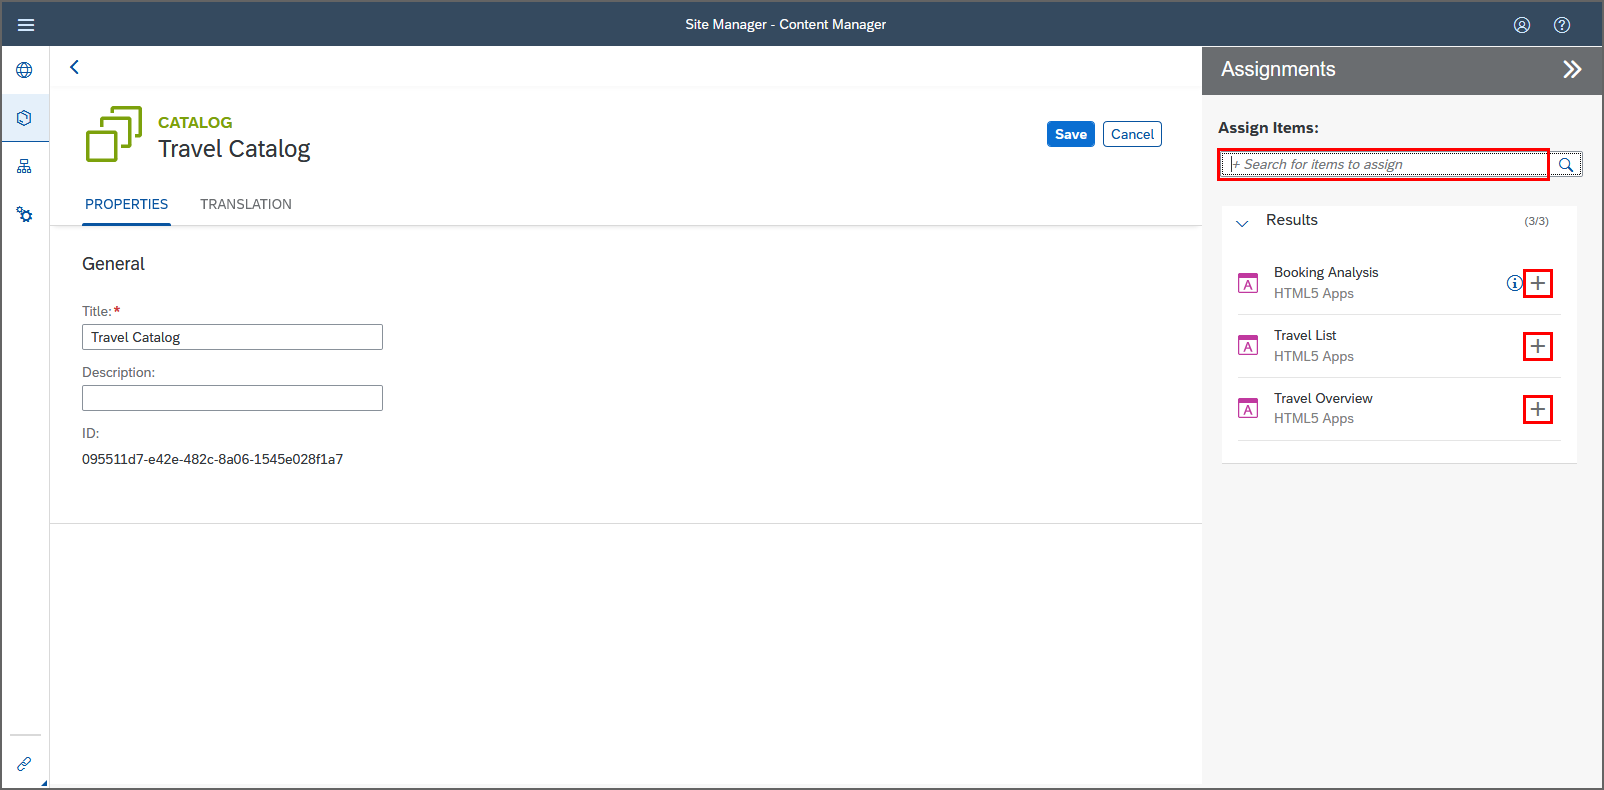 Site Manager - Content Manager
CATALOG
Travel Catalog
Save
Cancel
PROPERTIES
TRANSLATION
General
Title:*
Travel Catalog
Description:
ID:
095511d7-e42e-482c-8a06-1545e028f1a7
Assignments
Assign Items:
+ Search for items to assign
Results
(3/3)
A
Booking Analysis
HTML5 Apps
A
Travel List
HTML5 Apps
A
Travel Overview
HTML5 Apps